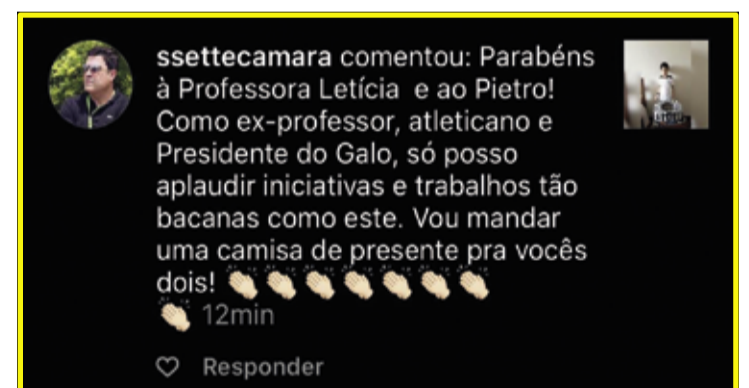 ssettecamara comentou: Parabéns
à Professora Letícia e ao Pietro!
Como ex-professor, atleticano e
Presidente do Galo, só posso
aplaudir iniciativas e trabalhos tão
bacanas como este. Vou mandar
uma camisa de presente pra vocês
dois! 👏🏻👏🏻👏🏻👏🏻👏🏻👏🏻👏🏻
👏🏻 12min
Responder